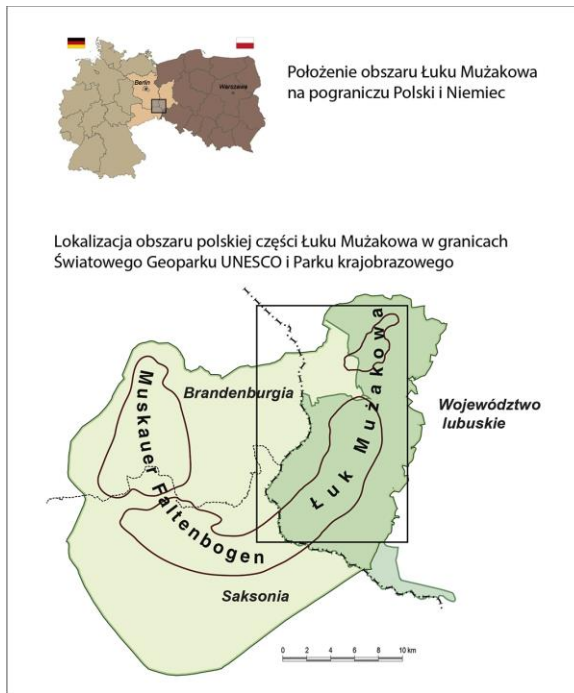 Berlin
Warszawa
Położenie obszaru Łuku Mużakowa
na pograniczu Polski i Niemiec
Lokalizacja obszaru polskiej części Łuku Mużakowa w granicach
Światowego Geoparku UNESCO i Parku krajobrazowego
Muskauer Faltenbogen
Brandenburgia
Łuk Mużakowa
Województwo
lubuskie
Saksonia
0 2 4 6 8 10 km